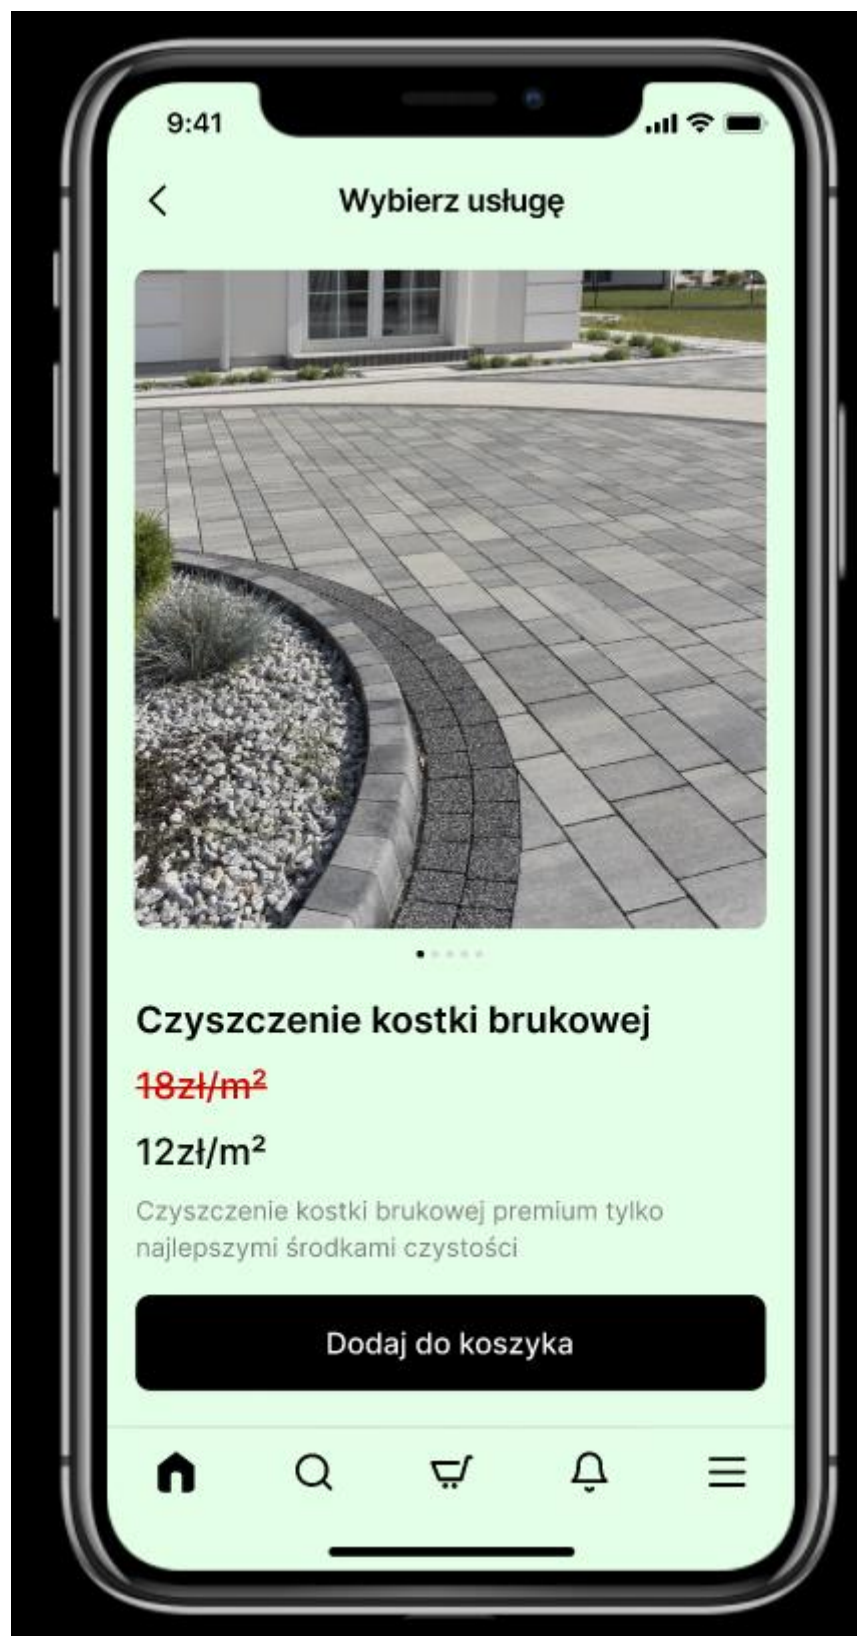 9:41
Wybierz usługę
Czyszczenie kostki brukowej
18zł/m²
12zł/m²
Czyszczenie kostki brukowej premium tylko
najlepszymi środkami czystości
Dodaj do koszyka